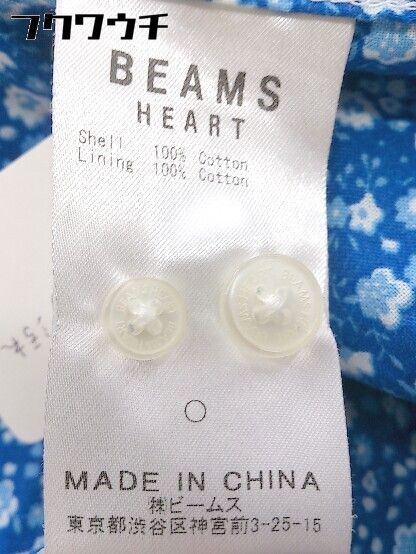 フクワウチ
BEAMS
HEART
Shell 100% Cotton
Lining 100% Cotton
MADE IN CHINA
㈱ビームス
東京都渋谷区神宮前3-25-15